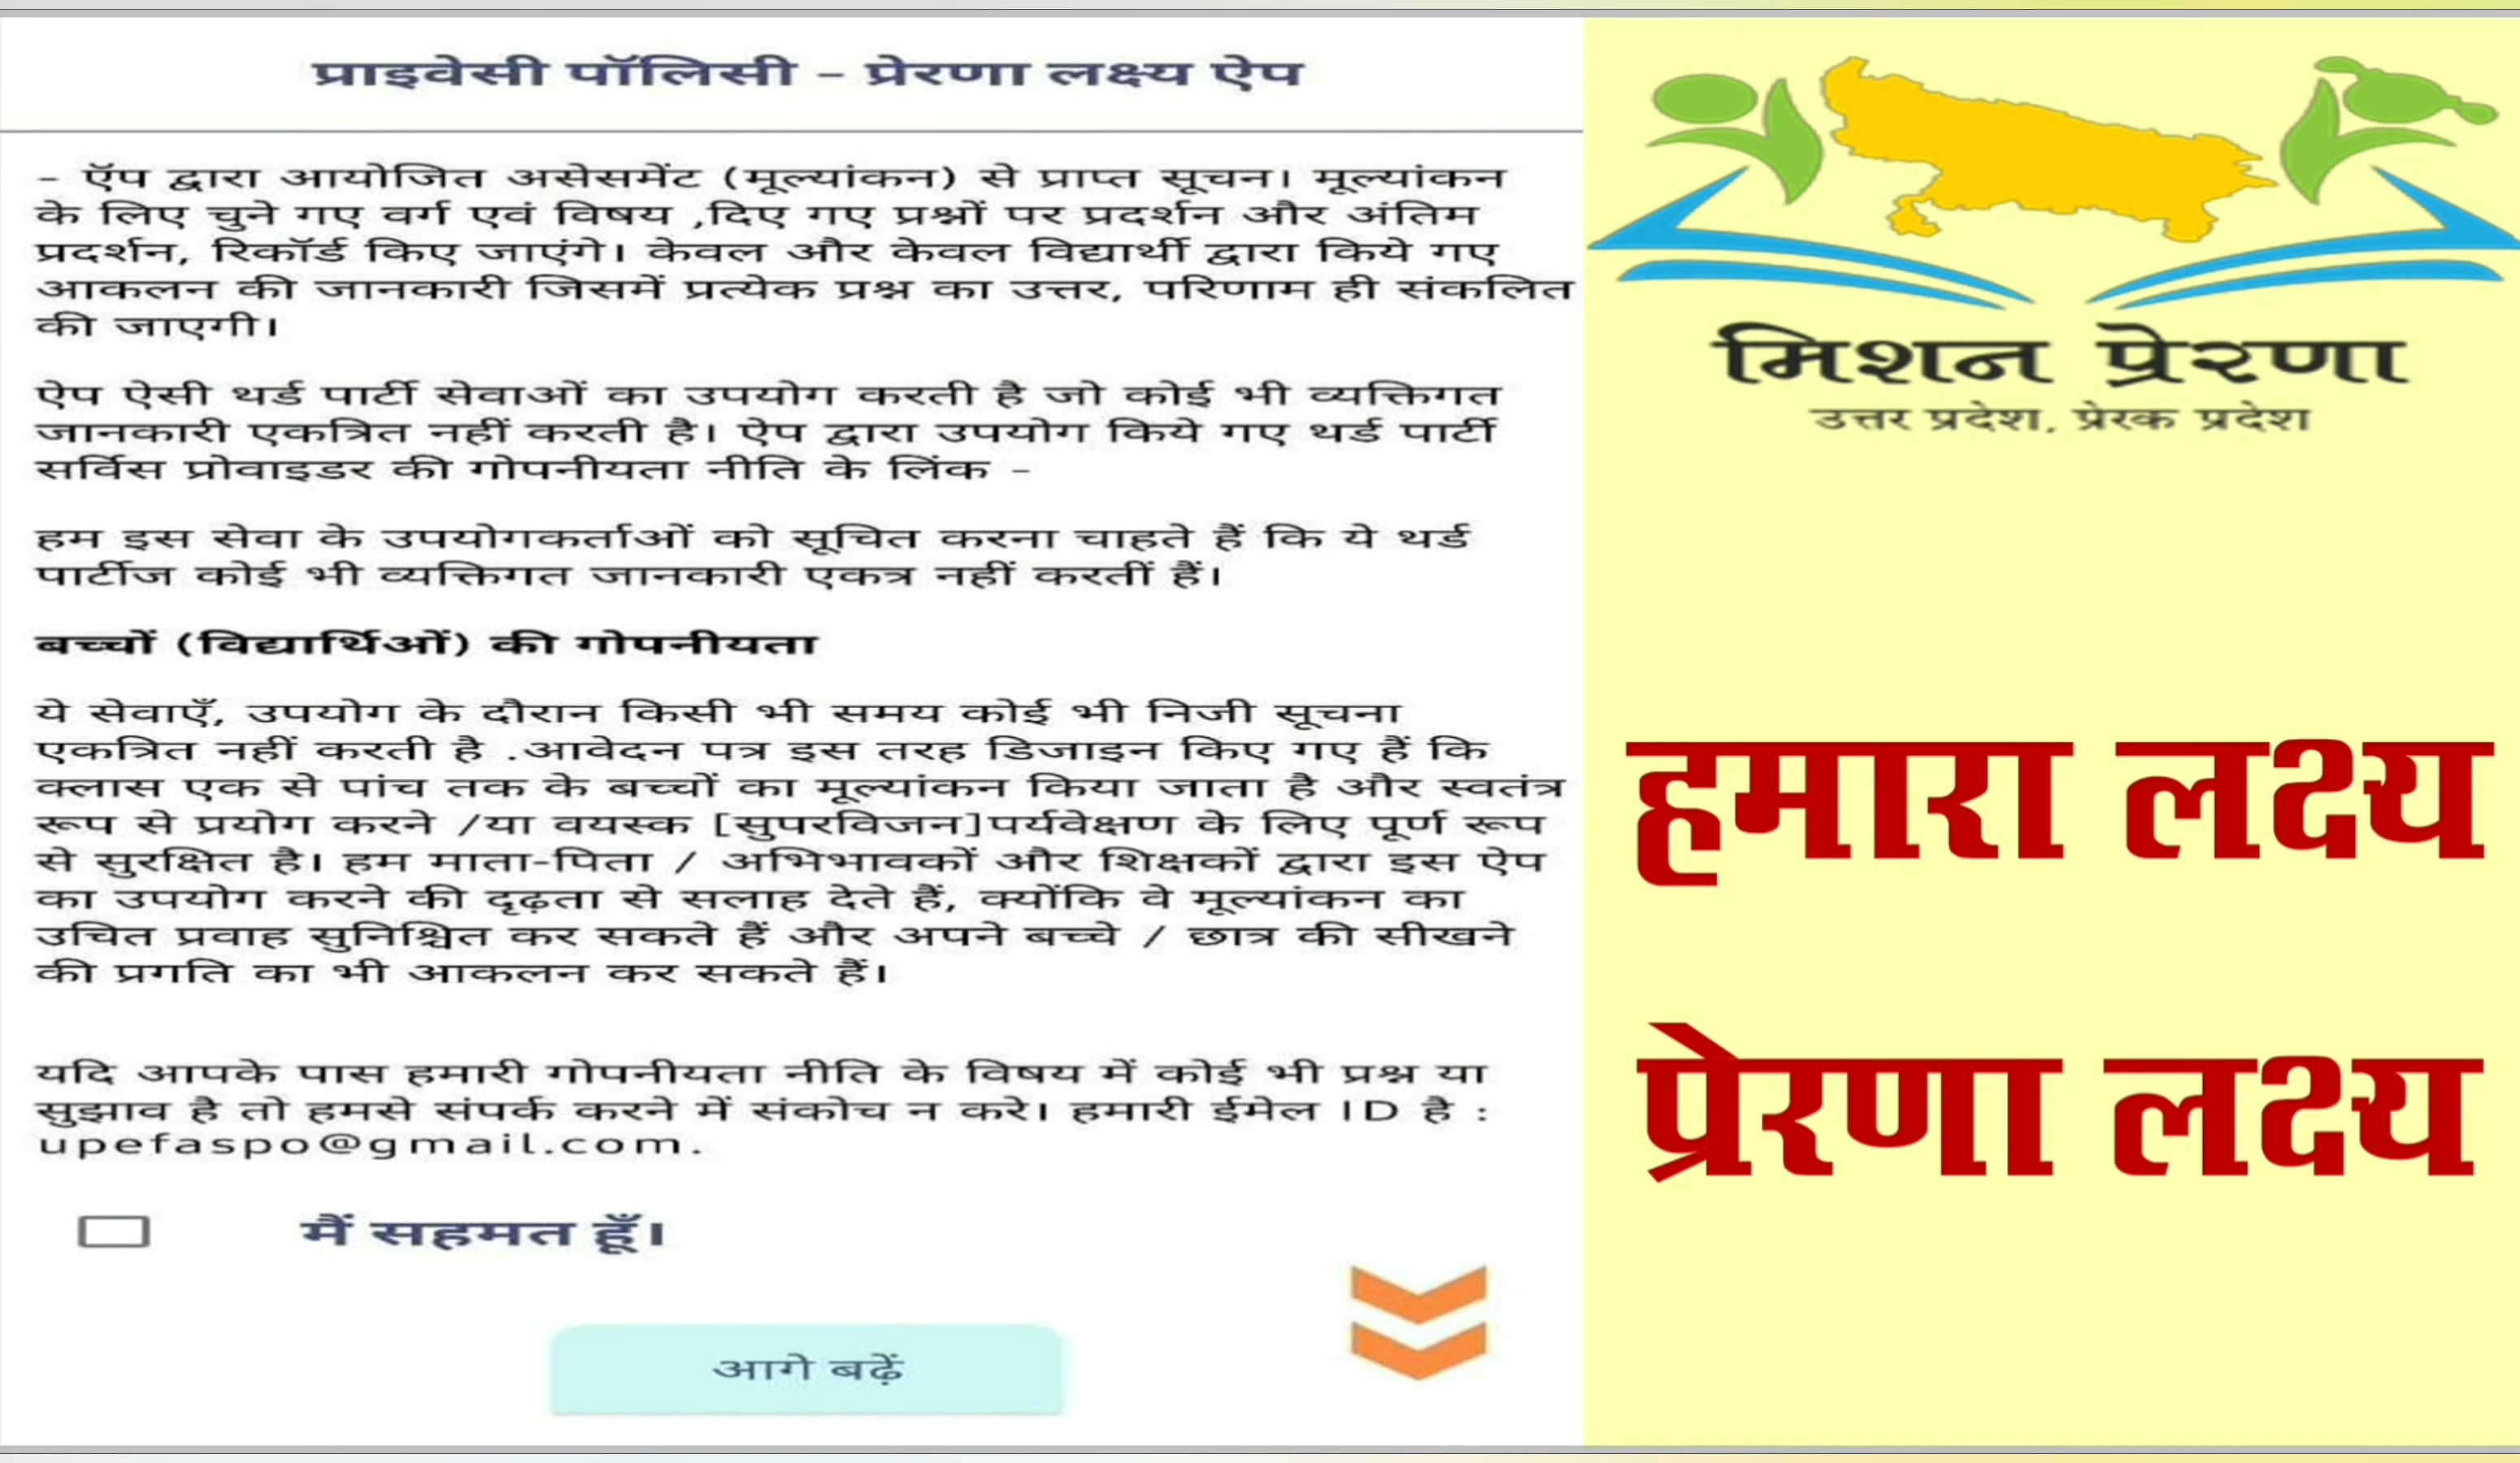 प्राइवेसी पॉलिसी – प्रेरणा लक्ष्य ऐप
– ऍप द्वारा आयोजित असेसमेंट (मूल्यांकन) से प्राप्त सूचन। मूल्यांकन
के लिए चुने गए वर्ग एवं विषय ,दिए गए प्रश्नों पर प्रदर्शन और अंतिम
प्रदर्शन, रिकॉर्ड किए जाएंगे। केवल और केवल विद्यार्थी द्वारा किये गए
आकलन की जानकारी जिसमें प्रत्येक प्रश्न का उत्तर, परिणाम ही संकलित
की जाएगी।
ऐप ऐसी थर्ड पार्टी सेवाओं का उपयोग करती है जो कोई भी व्यक्तिगत
जानकारी एकत्रित नहीं करती है। ऐप द्वारा उपयोग किये गए थर्ड पार्टी
सर्विस प्रोवाइडर की गोपनीयता नीति के लिंक –
हम इस सेवा के उपयोगकर्ताओं को सूचित करना चाहते हैं कि ये थर्ड
पार्टीज कोई भी व्यक्तिगत जानकारी एकत्र नहीं करतीं हैं।
बच्चों (विद्यार्थिओं) की गोपनीयता
ये सेवाएँ, उपयोग के दौरान किसी भी समय कोई भी निजी सूचना
एकत्रित नहीं करती है .आवेदन पत्र इस तरह डिजाइन किए गए हैं कि
क्लास एक से पांच तक के बच्चों का मूल्यांकन किया जाता है और स्वतंत्र
रूप से प्रयोग करने /या वयस्क [सुपरविजन]पर्यवेक्षण के लिए पूर्ण रूप
से सुरक्षित है। हम माता-पिता / अभिभावकों और शिक्षकों द्वारा इस ऐप
का उपयोग करने की दृढ़ता से सलाह देते हैं, क्योंकि वे मूल्यांकन का
उचित प्रवाह सुनिश्चित कर सकते हैं और अपने बच्चे / छात्र की सीखने
की प्रगति का भी आकलन कर सकते हैं।
यदि आपके पास हमारी गोपनीयता नीति के विषय में कोई भी प्रश्न या
सुझाव है तो हमसे संपर्क करने में संकोच न करे। हमारी ईमेल ID है :
upefaspo@gmail.com.
मैं सहमत हूँ।
आगे बढ़ें
मिशन प्रेरणा
उत्तर प्रदेश, प्रेरक प्रदेश
हमारा लक्ष्य
प्रेरणा लक्ष्य